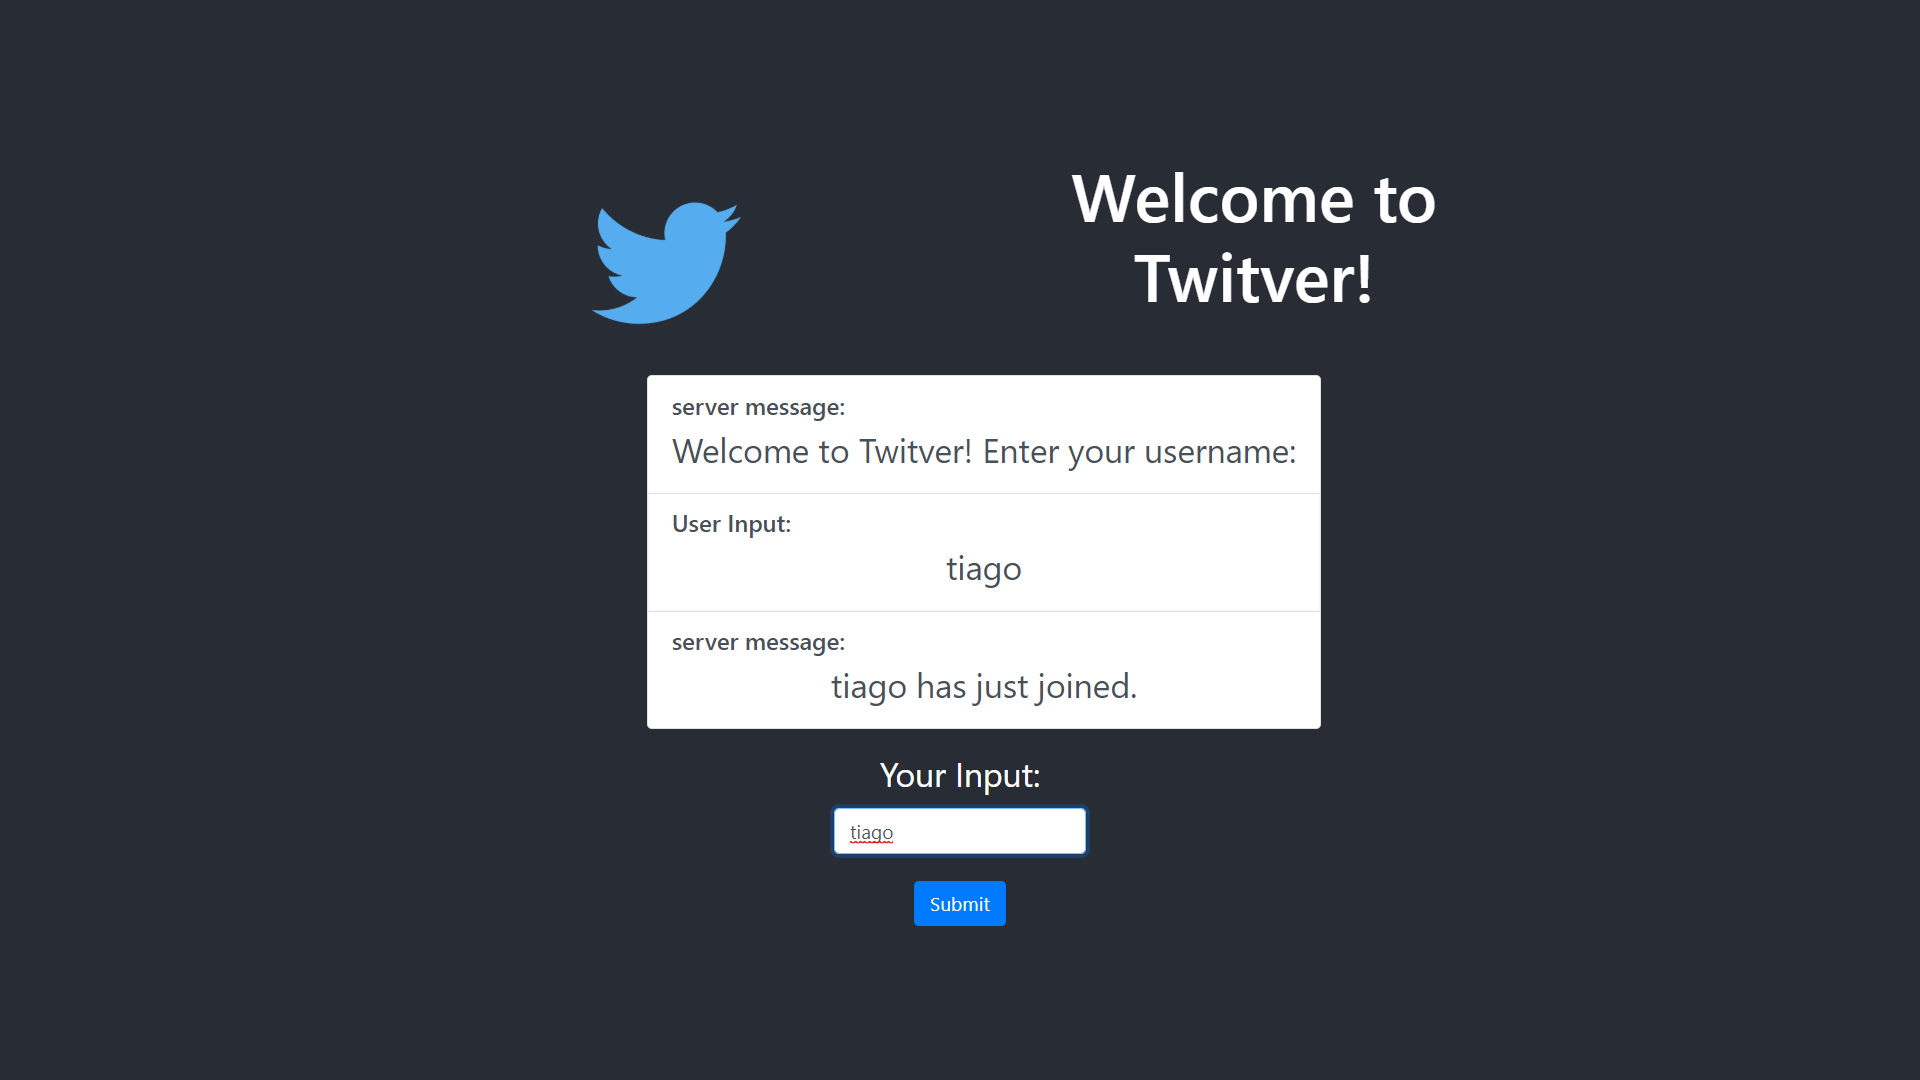 Welcome to
Twitver!
server message:
Welcome to Twitver! Enter your username:
User Input:
tiago
server message:
tiago has just joined.
Your Input:
tiago
Submit